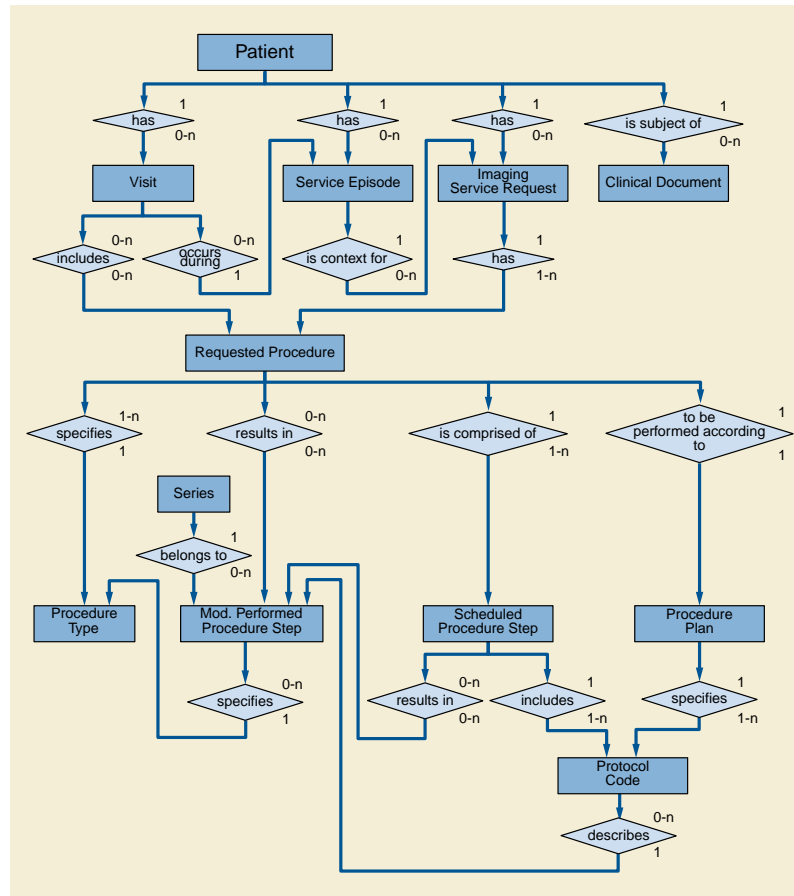 Patient
1
1
1
1
has
has
has
is subject of
0-n
0-n
0-n
0-n
Visit
Service Episode
Imaging
Service Request
Clinical Document
0-n
0-n
1
1
includes
occurs
during
is context for
has
0-n
1
0-n
1-n
Requested Procedure
1-n
0-n
1
1
specifies
results in
is comprised of
to be
performed according
to
1
0-n
1-n
1
Series
1
belongs to
0-n
Procedure
Type
Mod. Performed
Procedure Step
Scheduled
Procedure Step
Procedure
Plan
0-n
0-n
1
1
specifies
results in
includes
specifies
1
0-n
1-n
1-n
Protocol
Code
0-n
describes
1